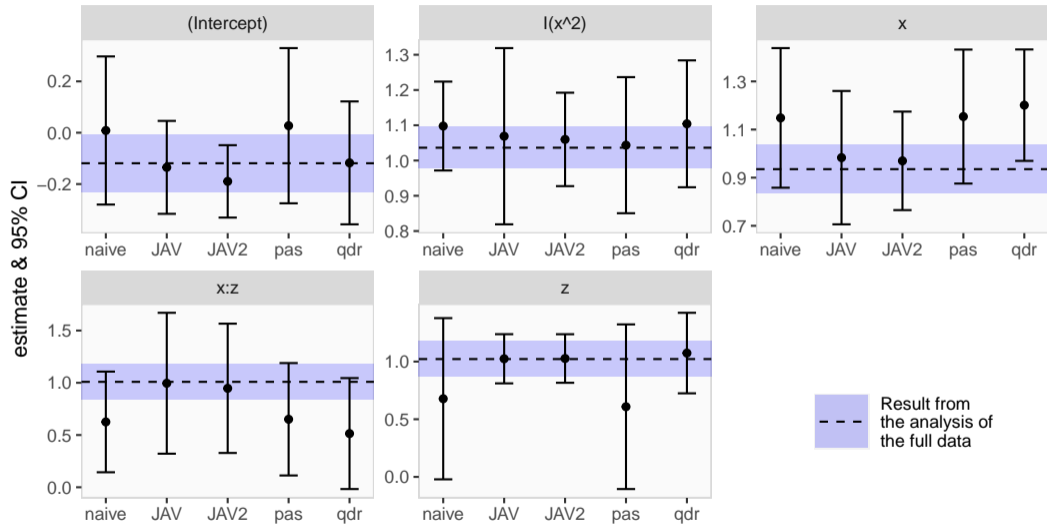 (Intercept)
I(x^2)
x
estimate & 95% CI
0.2
0.0
−0.2
1.3
1.2
1.1
1.0
0.9
0.8
1.3
1.1
0.9
0.7
naive JAV JAV2 pas qdr
naive JAV JAV2 pas qdr
naive JAV JAV2 pas qdr
x:z
z
1.5
1.0
0.5
0.0
1.0
0.5
0.0
naive JAV JAV2 pas qdr
naive JAV JAV2 pas qdr
Result from
the analysis of
the full data